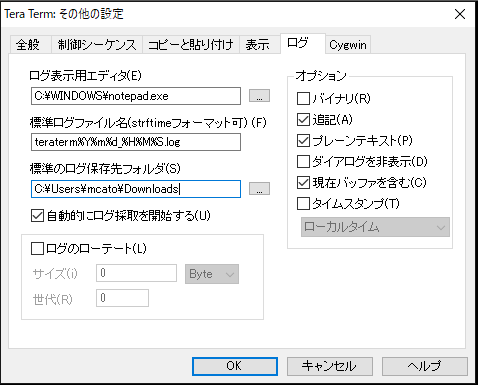 Tera Term: その他の設定
全般 制御シーケンス コピーと貼り付け 表示 ログ Cygwin
ログ表示用エディタ(E)
C:¥WINDOWS¥notepad.exe
...
標準ログファイル名(strftimeフォーマット可) (F)
teraterm%Y%m%d_%H%M%S.log
標準のログ保存先フォルダ(S)
C:¥Users¥mcato¥Downloads
...
自動的にログ採取を開始する(U)
ログのローテート(L)
サイズ(i) 0 Byte
世代(R) 0
オプション
バイナリ(R)
追記(A)
プレーンテキスト(P)
ダイアログを非表示(D)
現在バッファを含む(C)
タイムスタンプ(T)
ローカルタイム
OK キャンセル ヘルプ